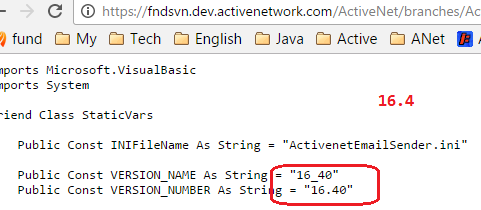 https://fndsvn.dev.activenetwork.com/ActiveNet/branches/Ac
fund My Tech English Java Active ANet
mports Microsoft.VisualBasic
mports System
16.4
riend Class StaticVars
Public Const INIFileName As String = "ActivenetEmailSender.ini"
Public Const VERSION_NAME As String = "16_40"
Public Const VERSION_NUMBER As String = "16.40"